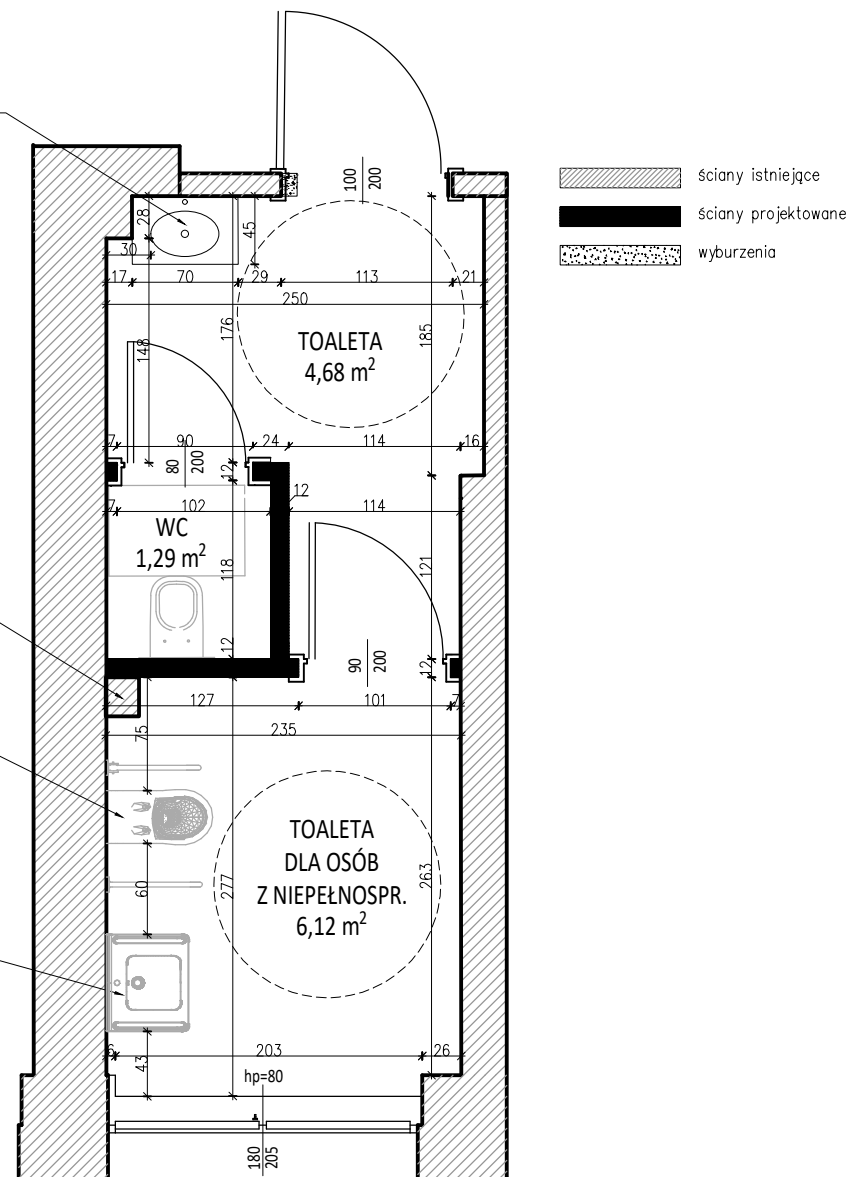 100
200
ściany istniejące
ściany projektowane
wyburzenia
28
45
30
17 70 29 113 21
250
148
176
185
TOALETA
4,68 m²
7 90 24 114 16
80
200
12
12
7 102 114
WC
1,29 m²
118
121
12
90
200
12
127 101 7
235
75
TOALETA
DLA OSÓB
Z NIEPEŁNOSPR.
6,12 m²
60
277
263
6 203 26
43
hp=80
180
205